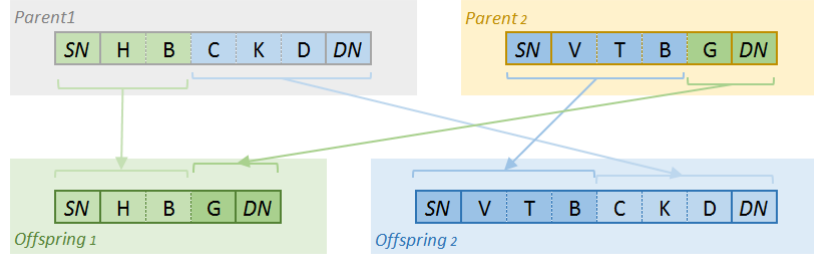 Parent1
SN H B C K D DN
Parent 2
SN V T B G DN
SN H B G DN
Offspring 1
SN V T B C K D DN
Offspring 2